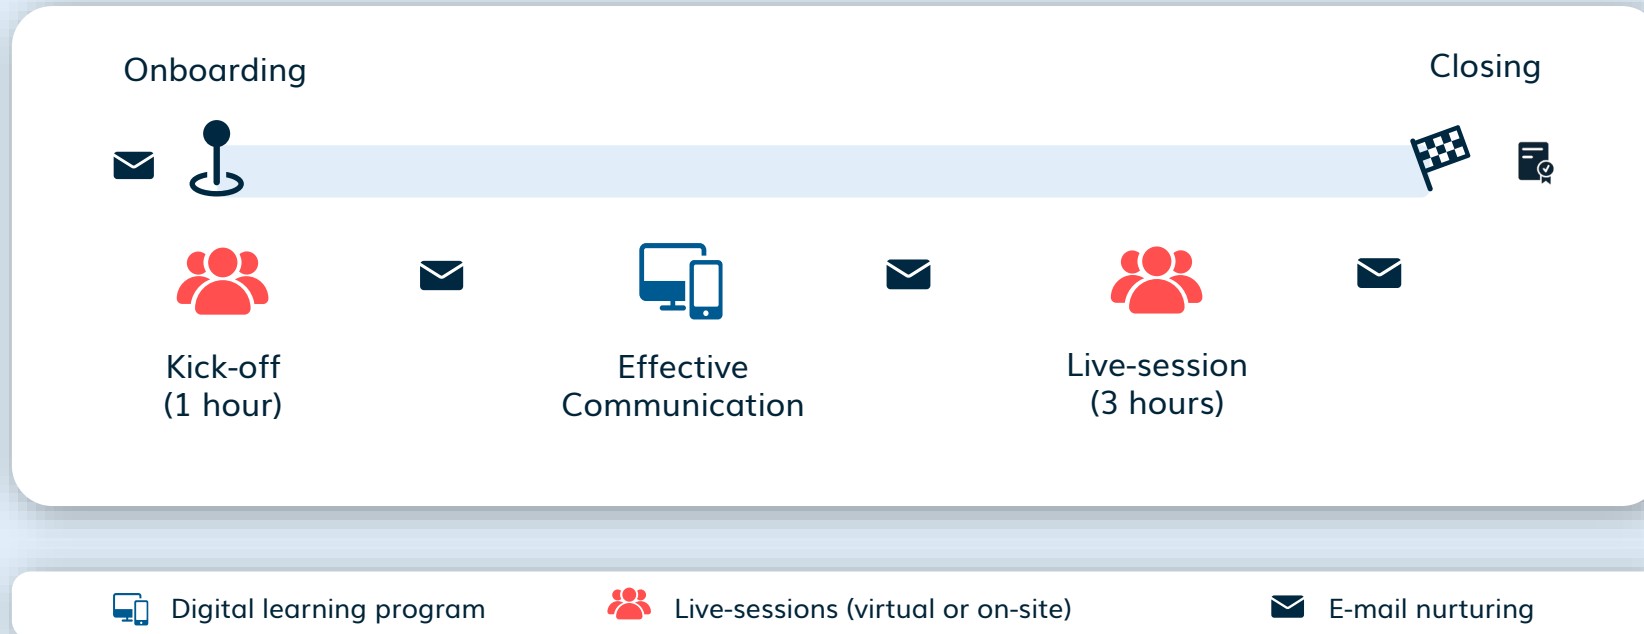 Onboarding
Closing
Kick-off
(1 hour)
Effective
Communication
Live-session
(3 hours)
Digital learning program
Live-sessions (virtual or on-site)
E-mail nurturing